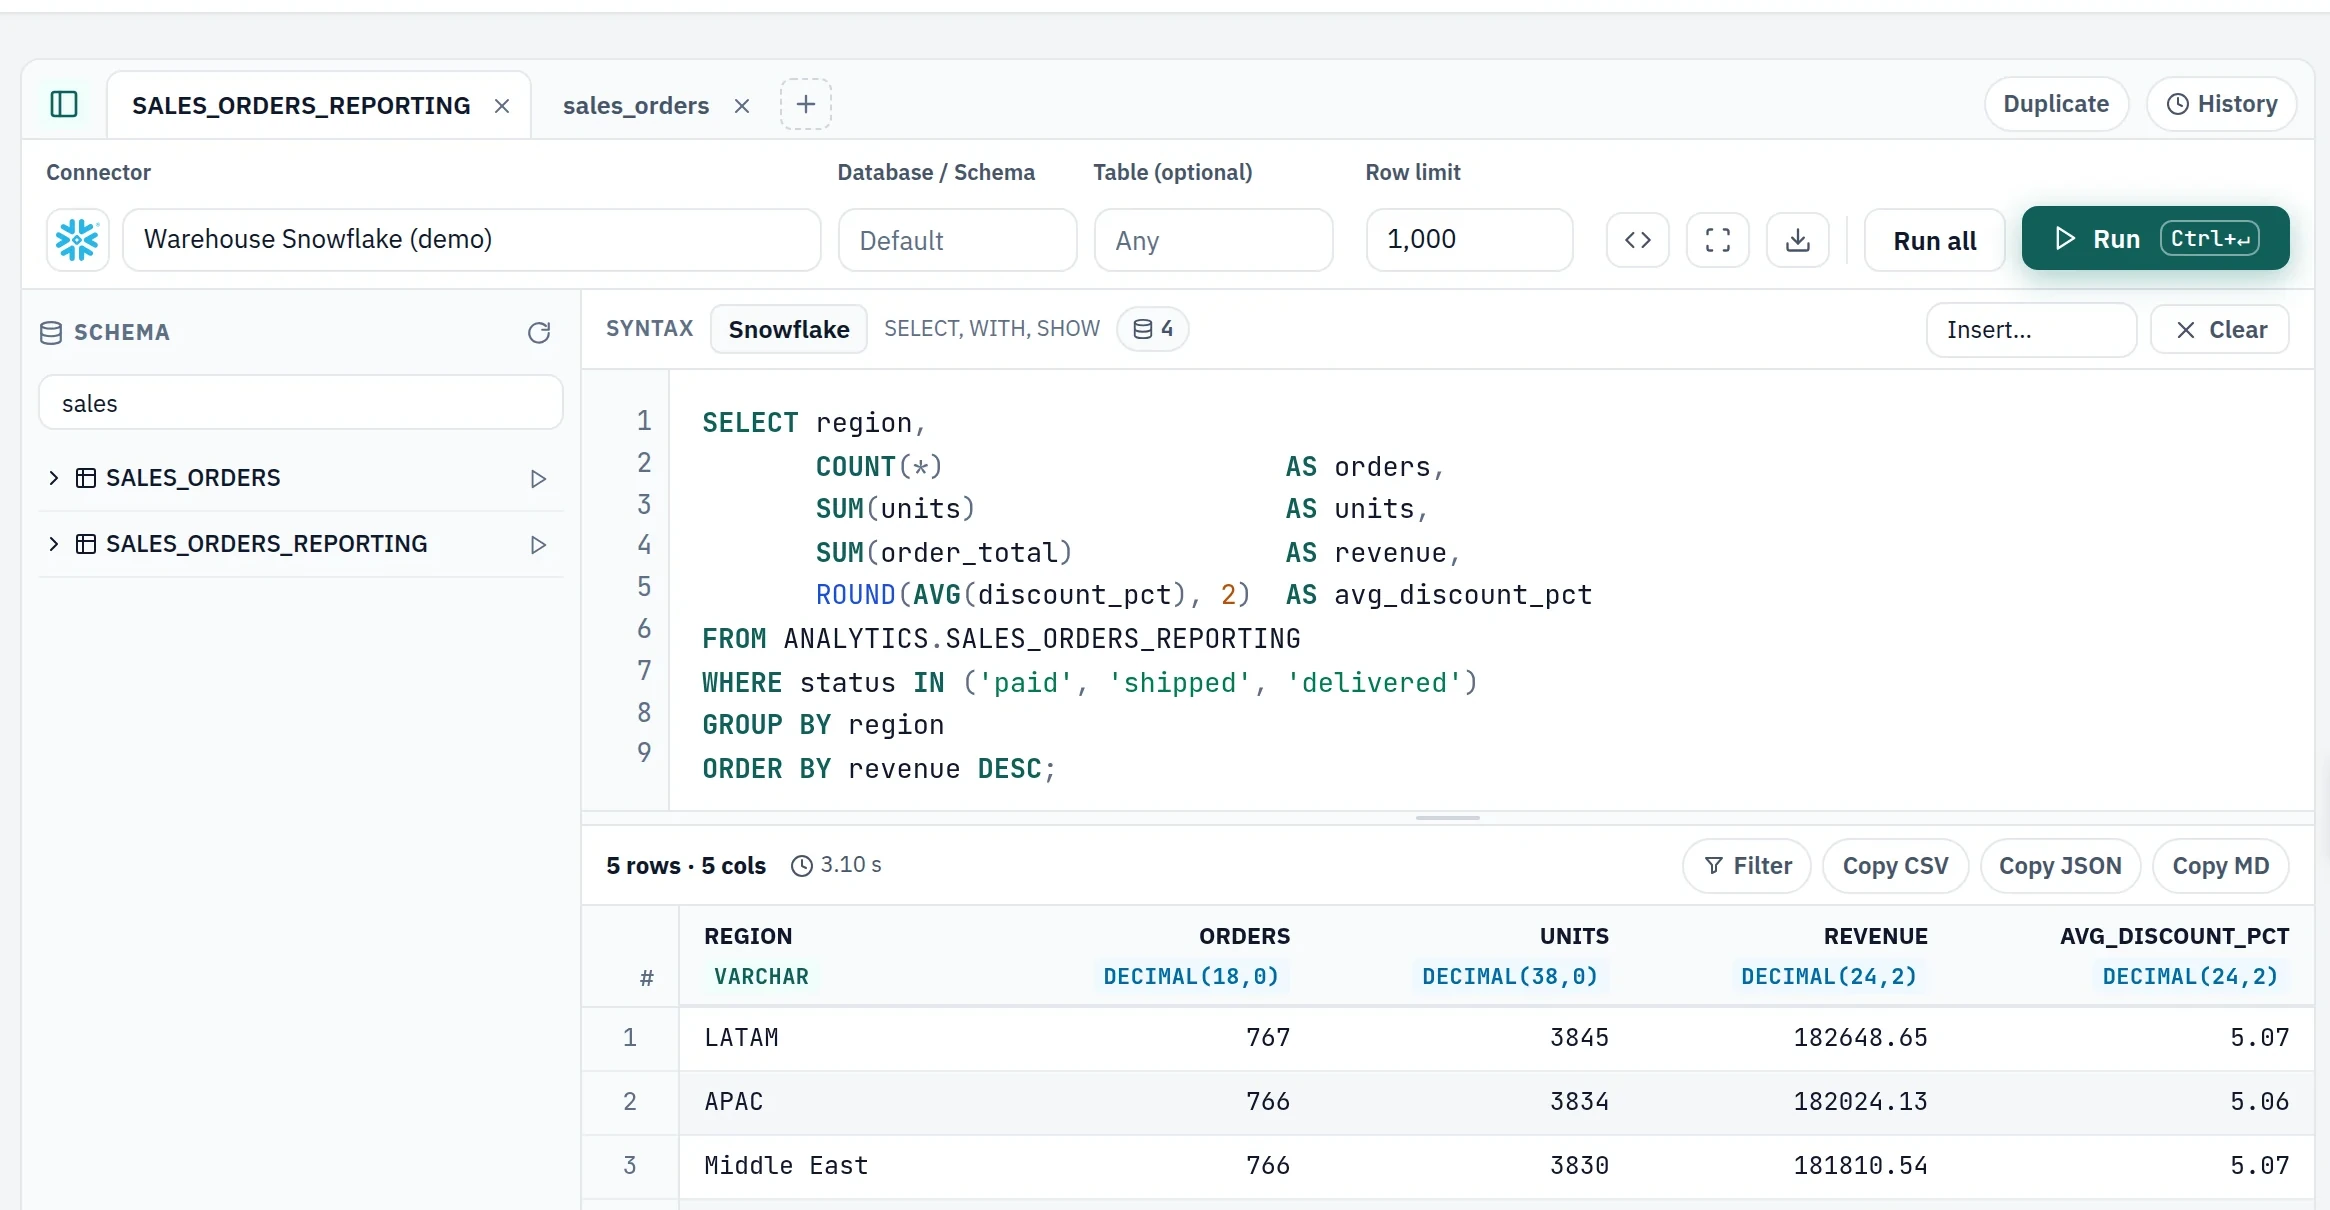 SALES_ORDERS_REPORTING sales_orders Duplicate History
Connector Database / Schema Table (optional) Row limit
Warehouse Snowflake (demo) Default Any 1,000 Run all Run Ctrl+↵
SCHEMA
sales
SALES_ORDERS
SALES_ORDERS_REPORTING
SYNTAX Snowflake SELECT, WITH, SHOW 4 Insert... Clear
1 SELECT region,
2 COUNT(*) AS orders,
3 SUM(units) AS units,
4 SUM(order_total) AS revenue,
5 ROUND(AVG(discount_pct), 2) AS avg_discount_pct
6 FROM ANALYTICS.SALES_ORDERS_REPORTING
7 WHERE status IN ('paid', 'shipped', 'delivered')
8 GROUP BY region
9 ORDER BY revenue DESC;
5 rows · 5 cols 3.10 s Filter Copy CSV Copy JSON Copy MD
REGION ORDERS UNITS REVENUE AVG_DISCOUNT_PCT
# VARCHAR DECIMAL(18,0) DECIMAL(38,0) DECIMAL(24,2) DECIMAL(24,2)
1 LATAM 767 3845 182648.65 5.07
2 APAC 766 3834 182024.13 5.06
3 Middle East 766 3830 181810.54 5.07